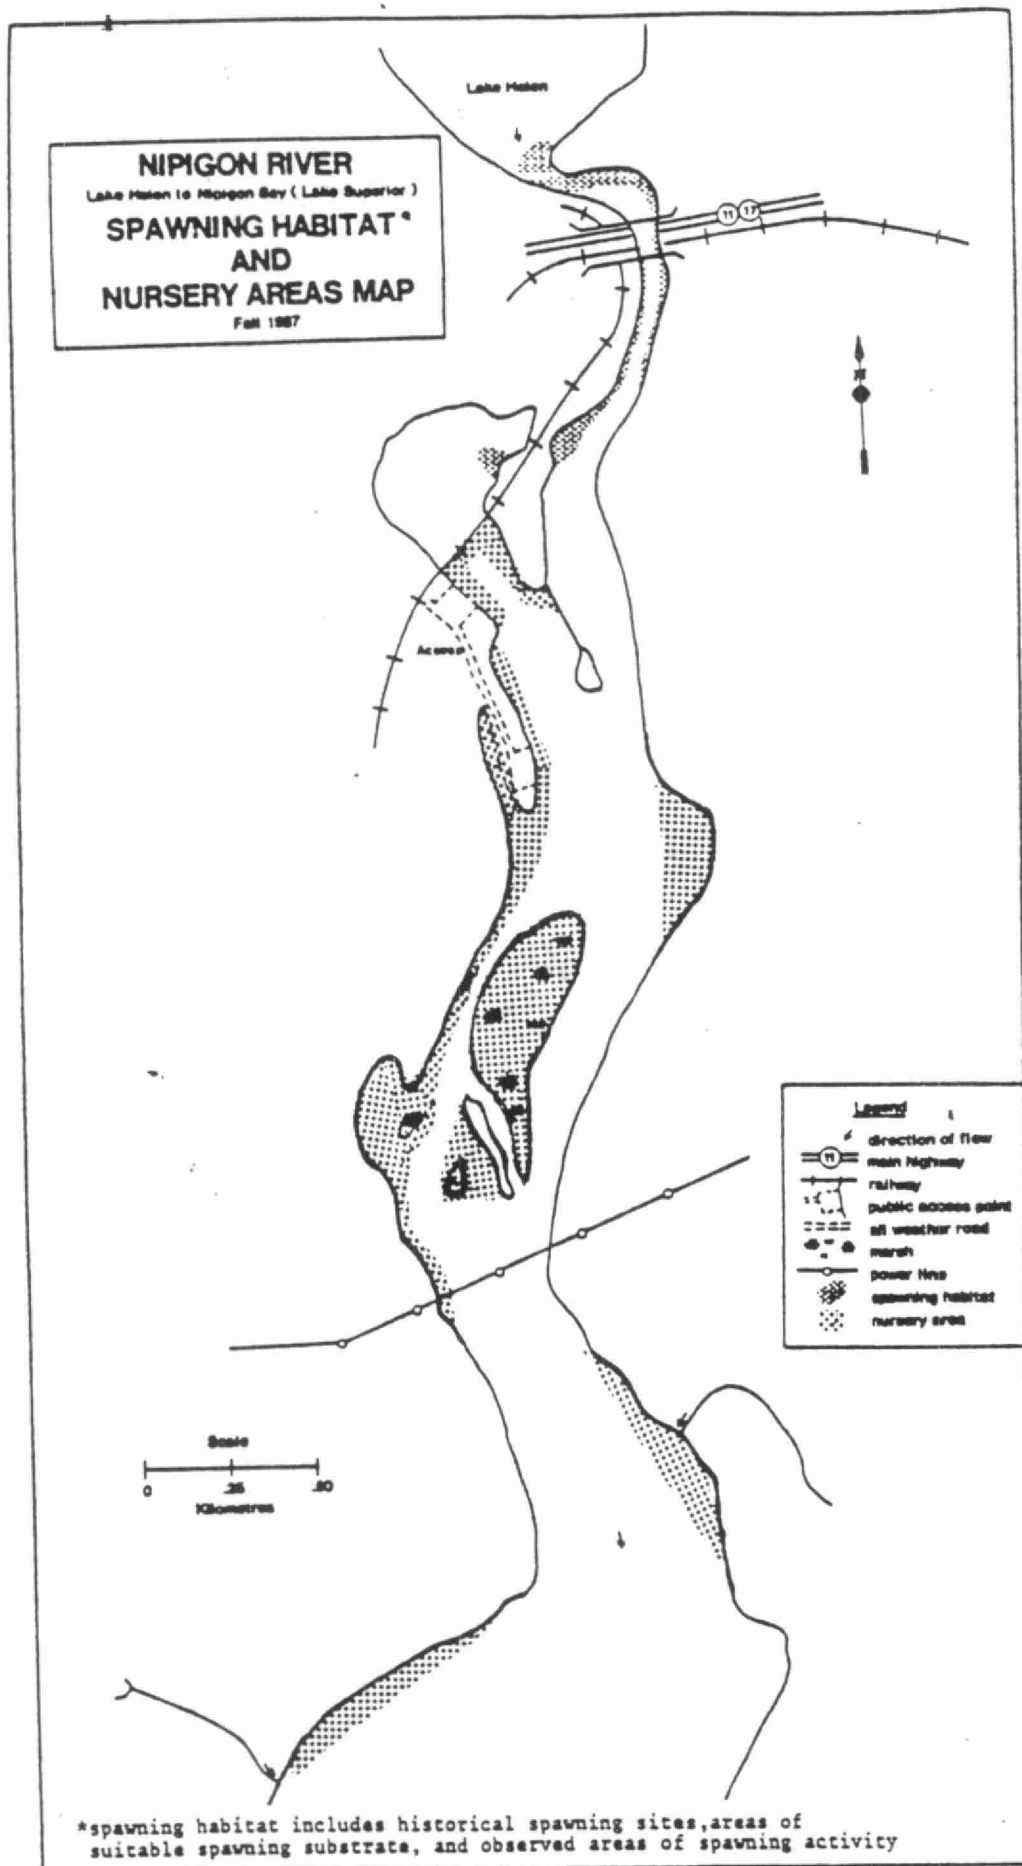 Lake Helen
NIPIGON RIVER
Lake Helen to Nipigon Bay ( Lake Superior )
SPAWNING HABITAT*
AND
NURSERY AREAS MAP
Fall 1987
11 17
N
Access
Legend
direction of flow
11 main highway
railway
public access point
all weather road
marsh
power line
spawning habitat
nursery area
Scale
0 .25 .50
Kilometres
*spawning habitat includes historical spawning sites,areas of
suitable spawning substrate, and observed areas of spawning activity